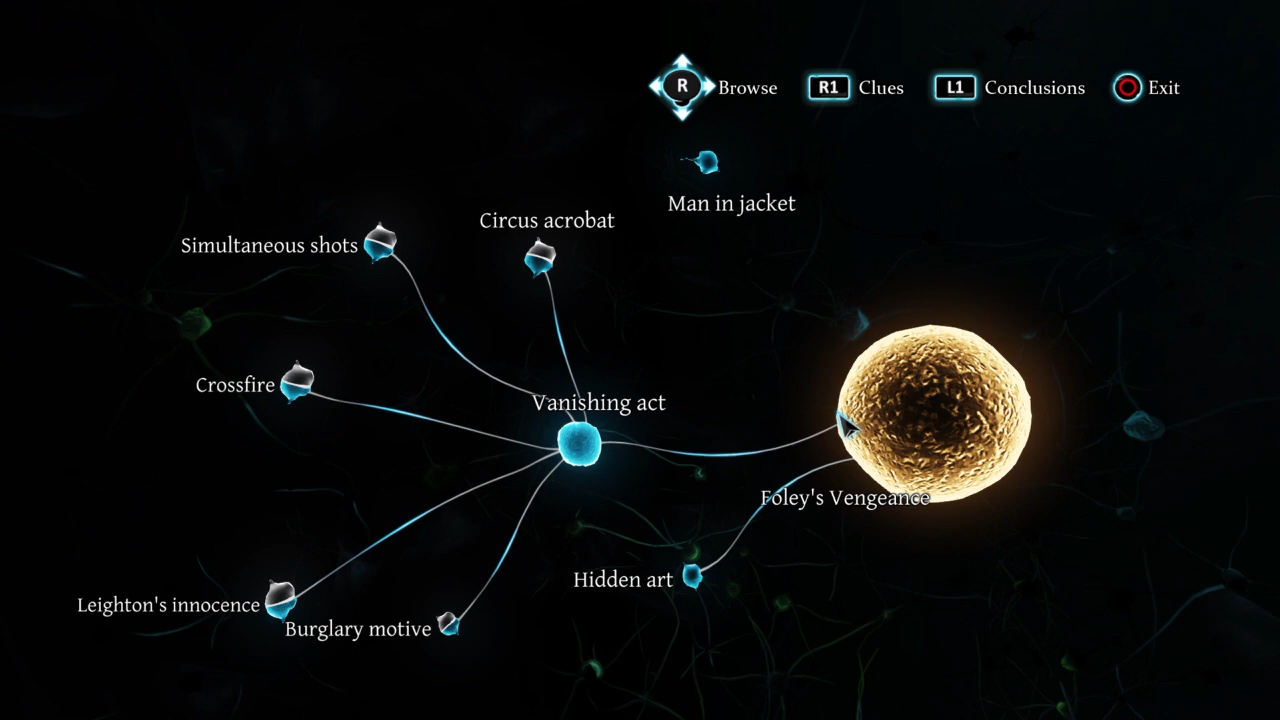 R Browse R1 Clues L1 Conclusions Exit
Man in jacket
Circus acrobat
Simultaneous shots
Crossfire
Vanishing act
Foley's Vengeance
Hidden art
Leighton's innocence
Burglary motive